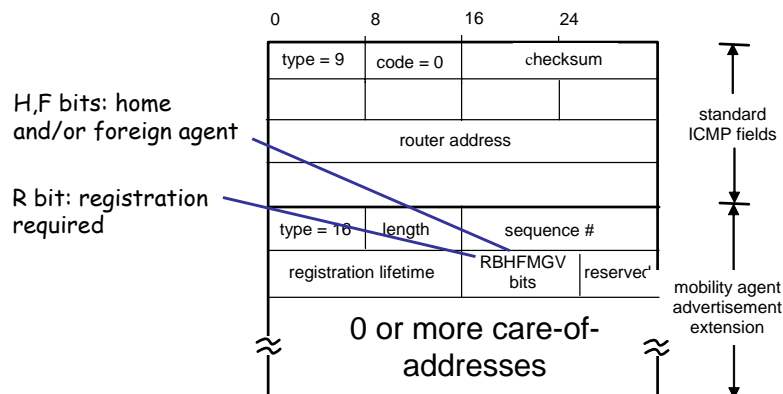 0 8 16 24
type = 9 code = 0 checksum
H,F bits: home
and/or foreign agent
router address
standard
ICMP fields
R bit: registration
required
type = 16 length sequence #
registration lifetime RBHFMGV
bits reserved
mobility agent
advertisement
extension
0 or more care-of-
addresses